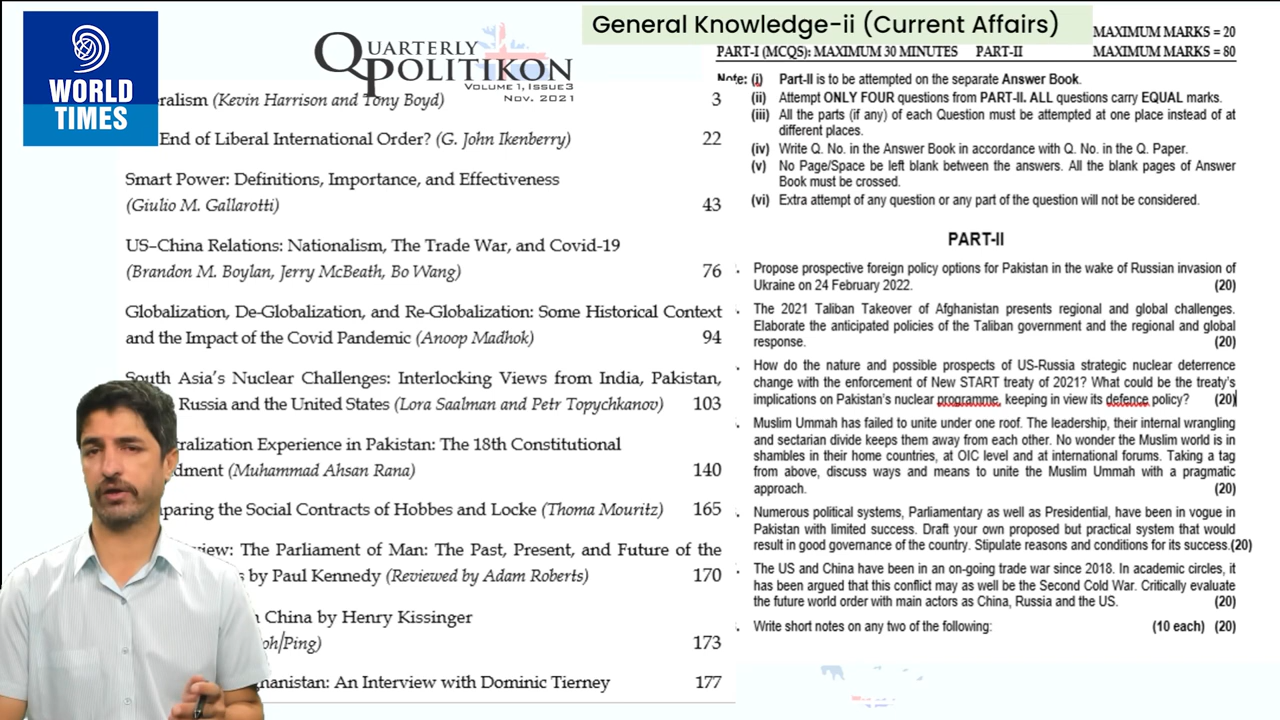 WORLD
TIMES
QUARTERLY
POLITIKON
VOLUME 1, ISSUE 3
NOV. 2021
(Kevin Harrison and Tony Boyd) 3
End of Liberal International Order? (G. John Ikenberry) 22
Smart Power: Definitions, Importance, and Effectiveness
(Giulio M. Gallarotti) 43
US–China Relations: Nationalism, The Trade War, and Covid-19
(Brandon M. Boylan, Jerry McBeath, Bo Wang) 76
Globalization, De-Globalization, and Re-Globalization: Some Historical Context
and the Impact of the Covid Pandemic (Anoop Madhok) 94
South Asia's Nuclear Challenges: Interlocking Views from India, Pakistan,
Russia and the United States (Lora Saalman and Petr Topychkanov) 103
Experience in Pakistan: The 18th Constitutional
(Muhammad Ahsan Rana) 140
the Social Contracts of Hobbes and Locke (Thoma Mouritz) 165
The Parliament of Man: The Past, Present, and Future of the
by Paul Kennedy (Reviewed by Adam Roberts) 170
China by Henry Kissinger
173
An Interview with Dominic Tierney 177
General Knowledge-ii (Current Affairs)
MAXIMUM MARKS = 20
PART-I (MCQS): MAXIMUM 30 MINUTES PART-II MAXIMUM MARKS = 80
Note: (i) Part-II is to be attempted on the separate Answer Book.
(ii) Attempt ONLY FOUR questions from PART-II. ALL questions carry EQUAL marks.
(iii) All the parts (if any) of each Question must be attempted at one place instead of at
different places.
(iv) Write Q. No. in the Answer Book in accordance with Q. No. in the Q. Paper.
(v) No Page/Space be left blank between the answers. All the blank pages of Answer
Book must be crossed.
(vi) Extra attempt of any question or any part of the question will not be considered.
PART-II
Propose prospective foreign policy options for Pakistan in the wake of Russian invasion of
Ukraine on 24 February 2022. (20)
The 2021 Taliban Takeover of Afghanistan presents regional and global challenges.
Elaborate the anticipated policies of the Taliban government and the regional and global
response. (20)
How do the nature and possible prospects of US-Russia strategic nuclear deterrence
change with the enforcement of New START treaty of 2021? What could be the treaty's
implications on Pakistan's nuclear programme, keeping in view its defence policy? (20)
Muslim Ummah has failed to unite under one roof. The leadership, their internal wrangling
and sectarian divide keeps them away from each other. No wonder the Muslim world is in
shambles in their home countries, at OIC level and at international forums. Taking a tag
from above, discuss ways and means to unite the Muslim Ummah with a pragmatic
approach. (20)
Numerous political systems, Parliamentary as well as Presidential, have been in vogue in
Pakistan with limited success. Draft your own proposed but practical system that would
result in good governance of the country. Stipulate reasons and conditions for its success.(20)
The US and China have been in an on-going trade war since 2018. In academic circles, it
has been argued that this conflict may as well be the Second Cold War. Critically evaluate
the future world order with main actors as China, Russia and the US. (20)
Write short notes on any two of the following: (10 each) (20)